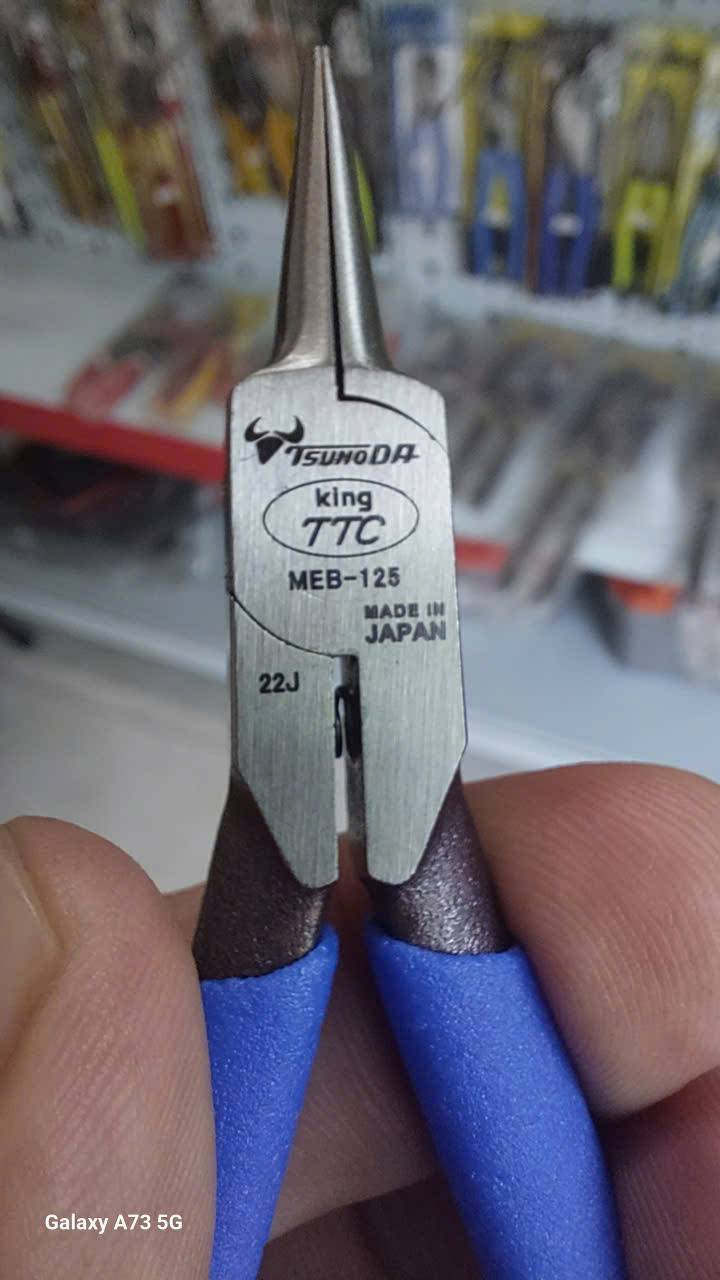 TSUNODA
king
TTC
MEB-125
MADE IN
JAPAN
22J
Galaxy A73 5G